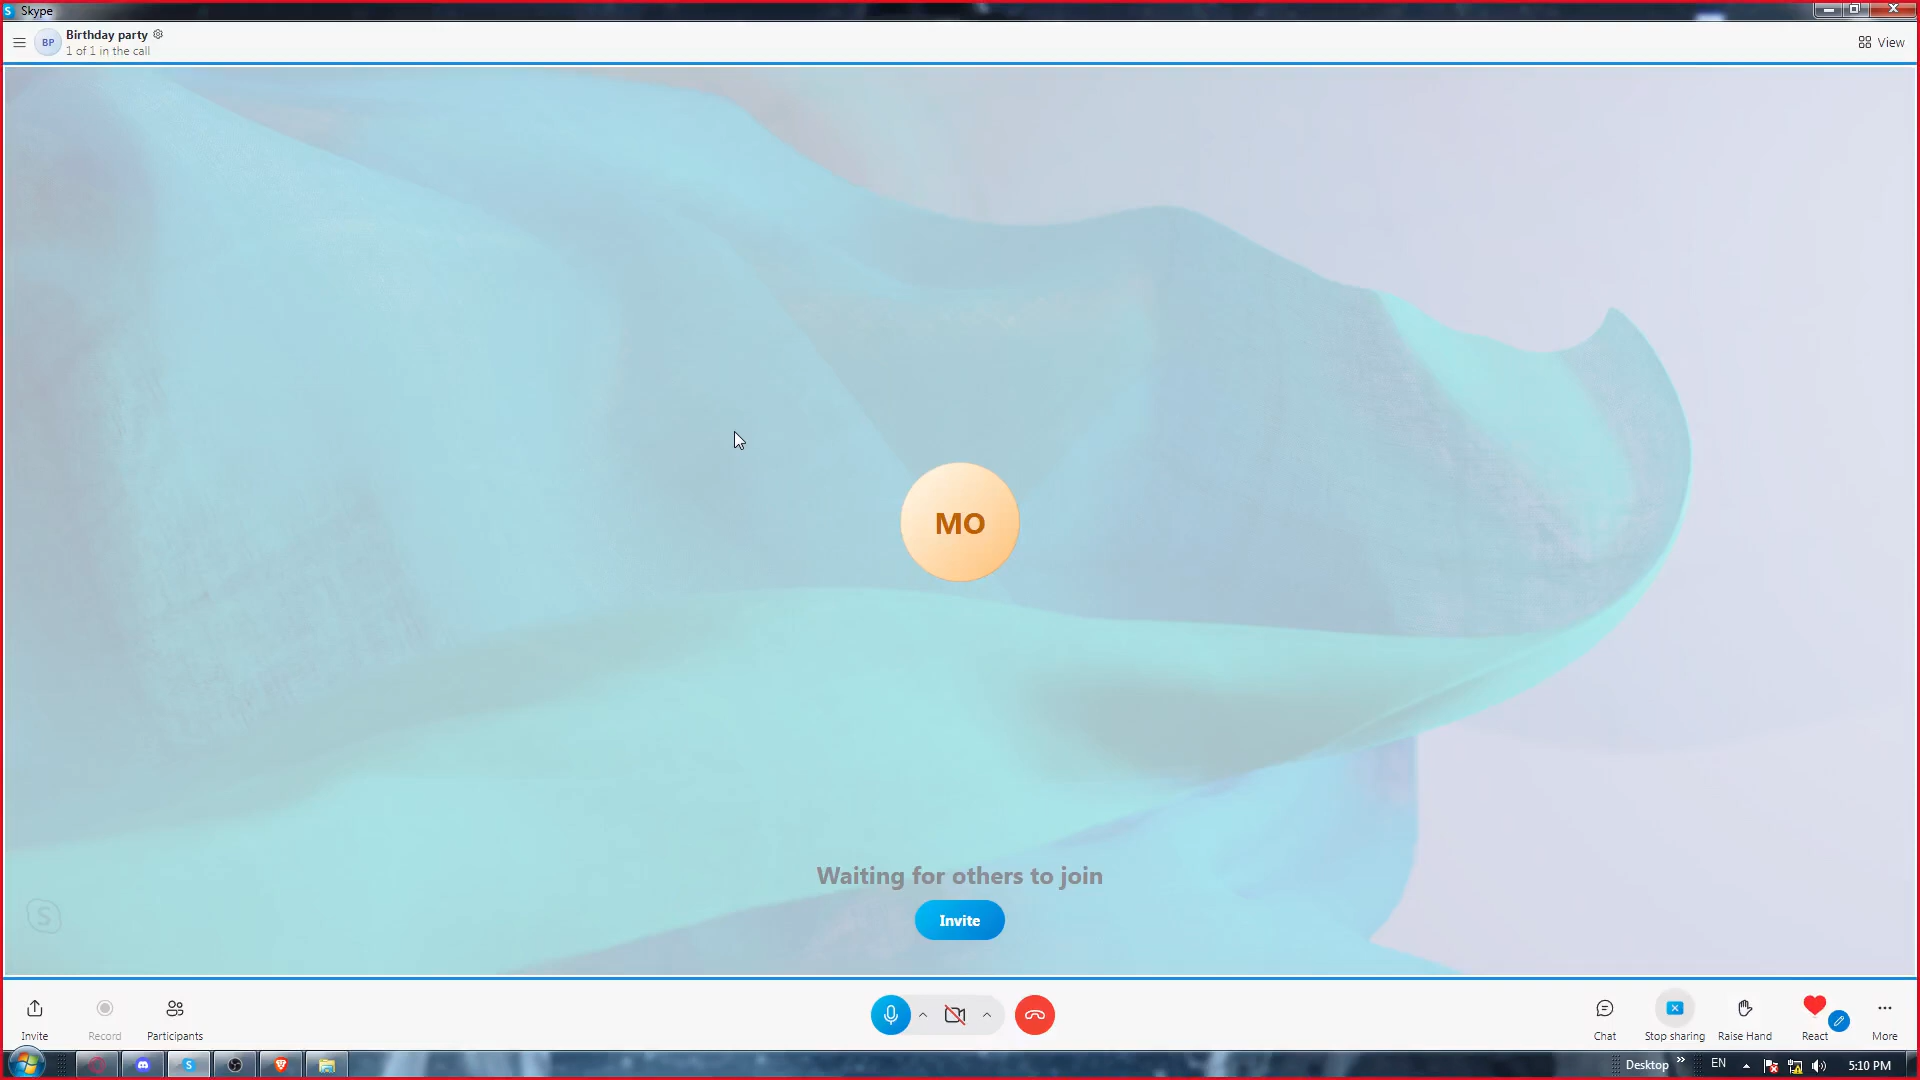 Skype
BP
Birthday party
1 of 1 in the call
View
MO
Waiting for others to join
Invite
Invite
Record
Participants
Chat
Stop sharing
Raise Hand
React
More
Desktop
EN
5:10 PM